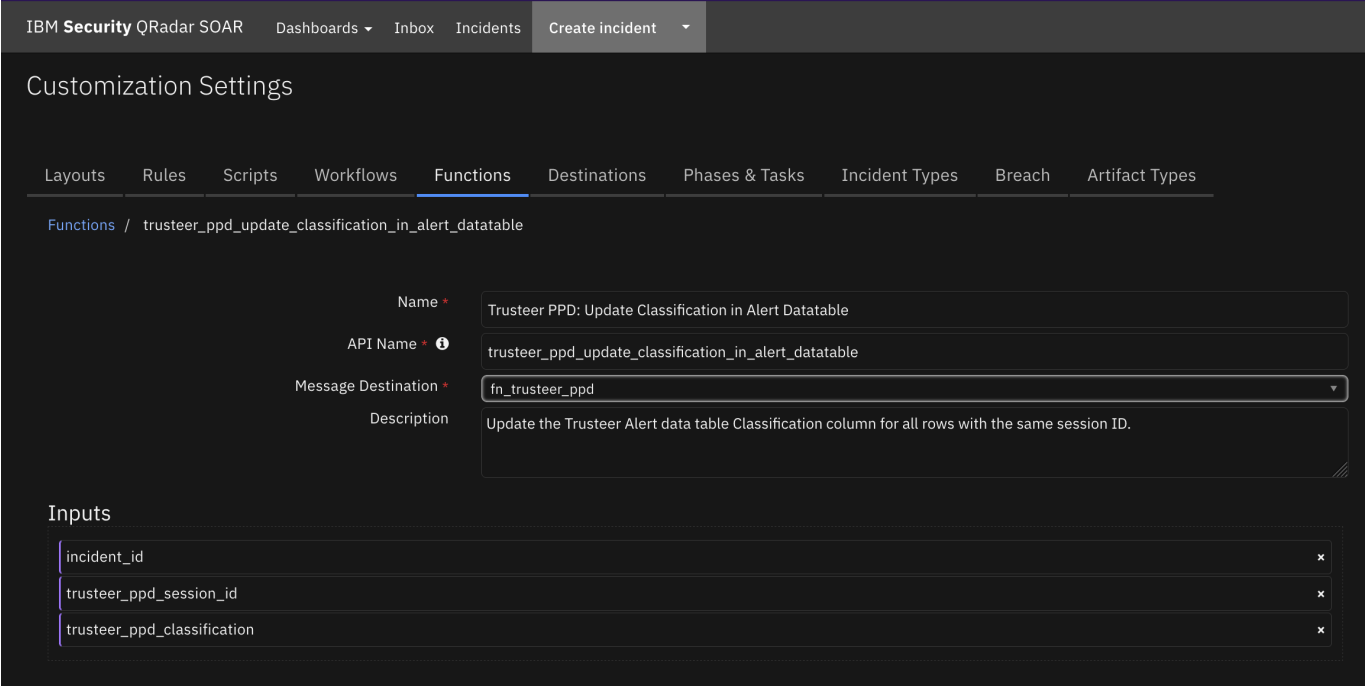 IBM Security QRadar SOAR Dashboards Inbox Incidents Create incident
Customization Settings
Layouts Rules Scripts Workflows Functions Destinations Phases & Tasks Incident Types Breach Artifact Types
Functions / trusteer_ppd_update_classification_in_alert_datatable
Name * Trusteer PPD: Update Classification in Alert Datatable
API Name * trusteer_ppd_update_classification_in_alert_datatable
Message Destination * fn_trusteer_ppd
Description Update the Trusteer Alert data table Classification column for all rows with the same session ID.
Inputs
incident_id ×
trusteer_ppd_session_id ×
trusteer_ppd_classification ×